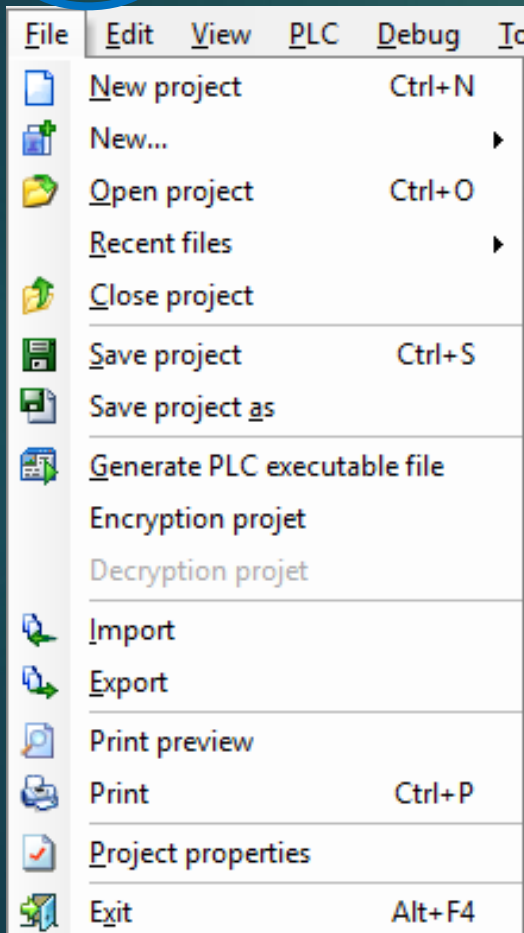 File Edit View PLC Debug
New project Ctrl+N
New...
Open project Ctrl+O
Recent files
Close project
Save project Ctrl+S
Save project as
Generate PLC executable file
Encryption projet
Decryption projet
Import
Export
Print preview
Print Ctrl+P
Project properties
Exit Alt+F4